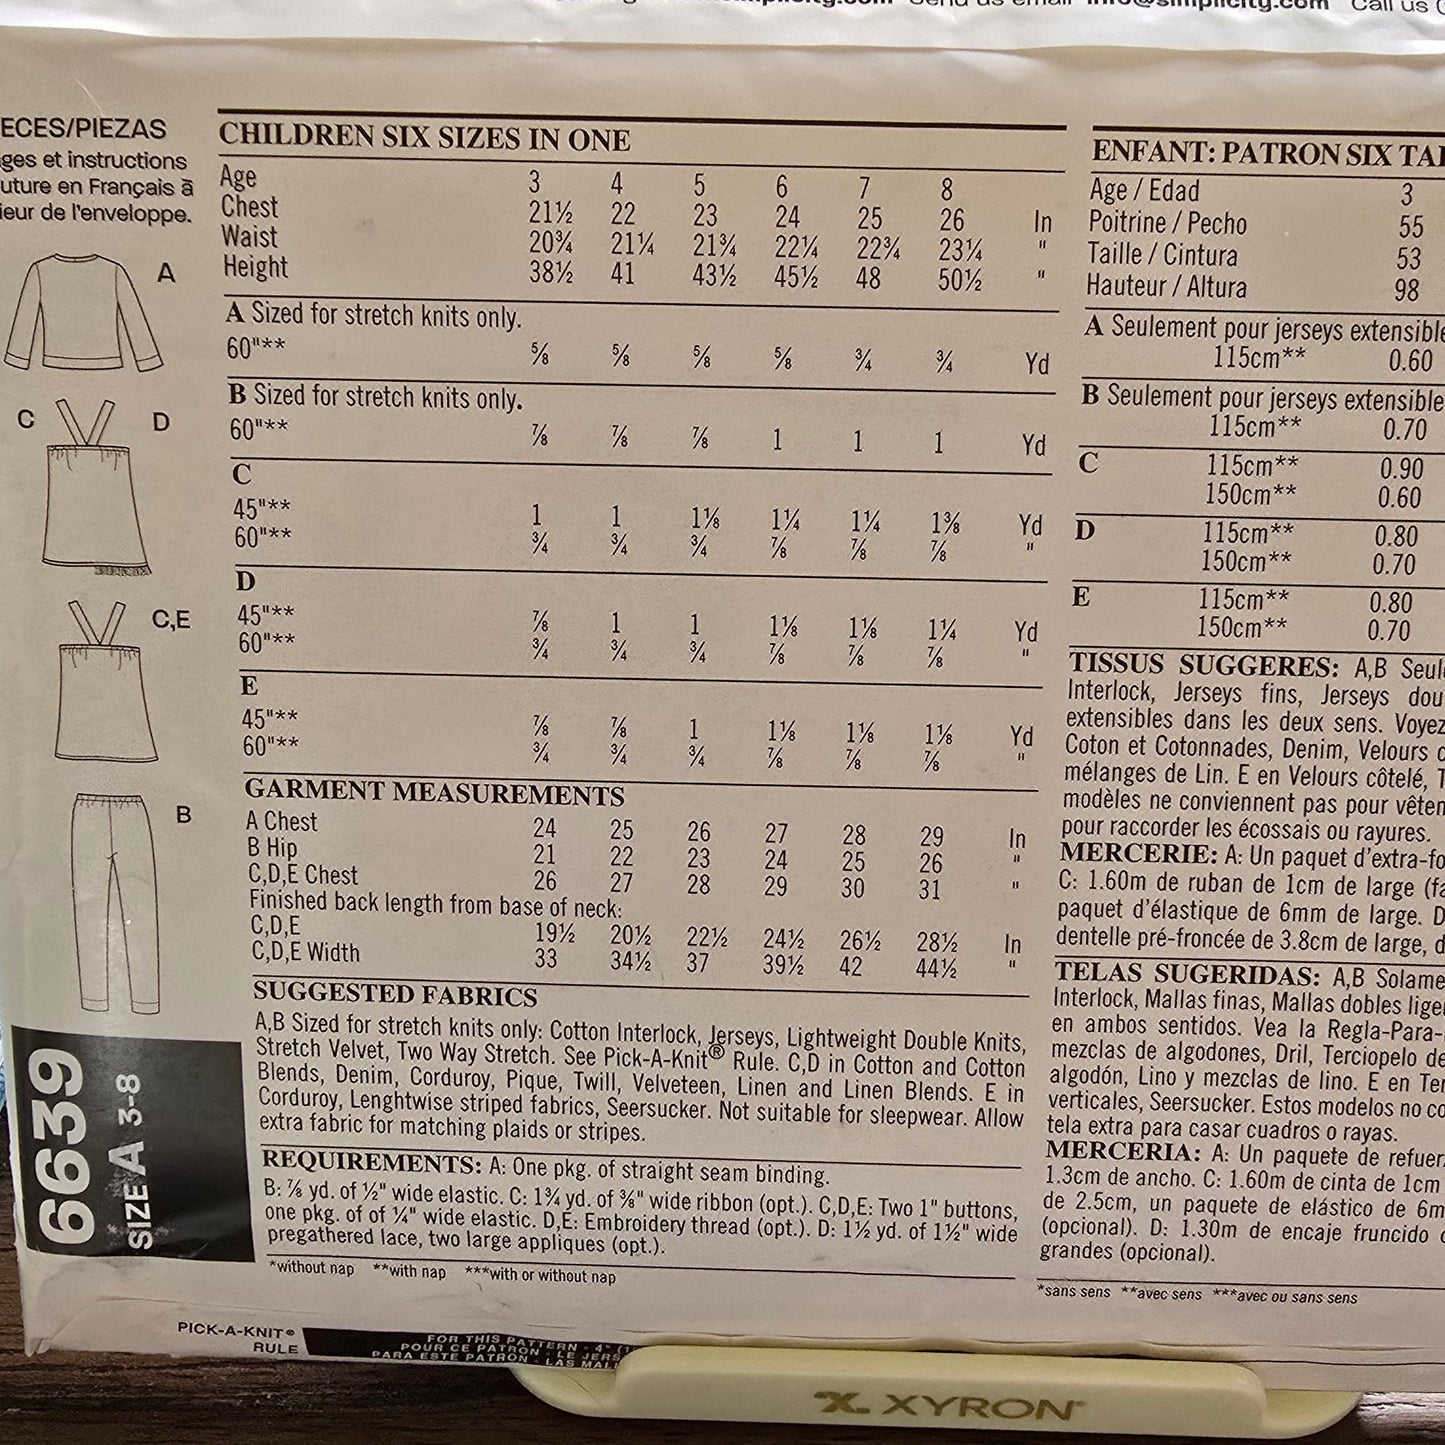 Send us email info@simplicity.com Call us
ECES/PIEZAS
ges et instructions
uture en Français à
ieur de l'enveloppe.
A
C
D
C,E
B
6639
SIZE A 3-8
CHILDREN SIX SIZES IN ONE
Age 3 4 5 6 7 8
Chest 21½ 22 23 24 25 26 In
Waist 20¾ 21¼ 21¾ 22¼ 22¾ 23¼ "
Height 38½ 41 43½ 45½ 48 50½ "
A Sized for stretch knits only.
60"** ⅝ ⅝ ⅝ ⅝ ¾ ¾ Yd
B Sized for stretch knits only.
60"** ⅞ ⅞ ⅞ 1 1 1 Yd
C
45"** 1 1 1⅛ 1¼ 1¼ 1⅜ Yd
60"** ¾ ¾ ¾ ⅞ ⅞ ⅞ "
D
45"** ⅞ 1 1 1⅛ 1⅛ 1¼ Yd
60"** ¾ ¾ ¾ ⅞ ⅞ ⅞ "
E
45"** ⅞ ⅞ 1 1⅛ 1⅛ 1⅛ Yd
60"** ¾ ¾ ¾ ⅞ ⅞ ⅞ "
GARMENT MEASUREMENTS
A Chest 24 25 26 27 28 29 In
B Hip 21 22 23 24 25 26 "
C,D,E Chest 26 27 28 29 30 31 "
Finished back length from base of neck:
C,D,E 19½ 20½ 22½ 24½ 26½ 28½ In
C,D,E Width 33 34½ 37 39½ 42 44½ "
SUGGESTED FABRICS
A,B Sized for stretch knits only: Cotton Interlock, Jerseys, Lightweight Double Knits,
Stretch Velvet, Two Way Stretch. See Pick-A-Knit® Rule. C,D in Cotton and Cotton
Blends, Denim, Corduroy, Pique, Twill, Velveteen, Linen and Linen Blends. E in
Corduroy, Lenghtwise striped fabrics, Seersucker. Not suitable for sleepwear. Allow
extra fabric for matching plaids or stripes.
REQUIREMENTS: A: One pkg. of straight seam binding.
B: ⅞ yd. of ½" wide elastic. C: 1¾ yd. of ⅜" wide ribbon (opt.). C,D,E: Two 1" buttons,
one pkg. of of ¼" wide elastic. D,E: Embroidery thread (opt.). D: 1½ yd. of 1½" wide
pregathered lace, two large appliques (opt.).
*without nap **with nap ***with or without nap
ENFANT: PATRON SIX TAI
Age / Edad 3
Poitrine / Pecho 55
Taille / Cintura 53
Hauteur / Altura 98
A Seulement pour jerseys extensible
115cm** 0.60
B Seulement pour jerseys extensible
115cm** 0.70
C 115cm** 0.90
150cm** 0.60
D 115cm** 0.80
150cm** 0.70
E 115cm** 0.80
150cm** 0.70
TISSUS SUGGERES: A,B Seul
Interlock, Jerseys fins, Jerseys dou
extensibles dans les deux sens. Voyez
Coton et Cotonnades, Denim, Velours c
mélanges de Lin. E en Velours côtelé, T
modèles ne conviennent pas pour vêtem
pour raccorder les écossais ou rayures.
MERCERIE: A: Un paquet d'extra-fo
C: 1.60m de ruban de 1cm de large (fa
paquet d'élastique de 6mm de large. D
dentelle pré-froncée de 3.8cm de large, d
TELAS SUGERIDAS: A,B Solame
Interlock, Mallas finas, Mallas dobles lige
en ambos sentidos. Vea la Regla-Para-
mezclas de algodones, Dril, Terciopelo de
algodón, Lino y mezclas de lino. E en Ter
verticales, Seersucker. Estos modelos no co
tela extra para casar cuadros o rayas.
MERCERIA: A: Un paquete de refuer
1.3cm de ancho. C: 1.60m de cinta de 1cm
de 2.5cm, un paquete de elástico de 6m
(opcional). D: 1.30m de encaje fruncido
grandes (opcional).
*sans sens **avec sens ***avec ou sans sens
PICK-A-KNIT®
RULE
FOR THIS PATTERN - 4"
POUR CE PATRON - LE JERS
PARA ESTE PATRON - LAS MAL
XYRON